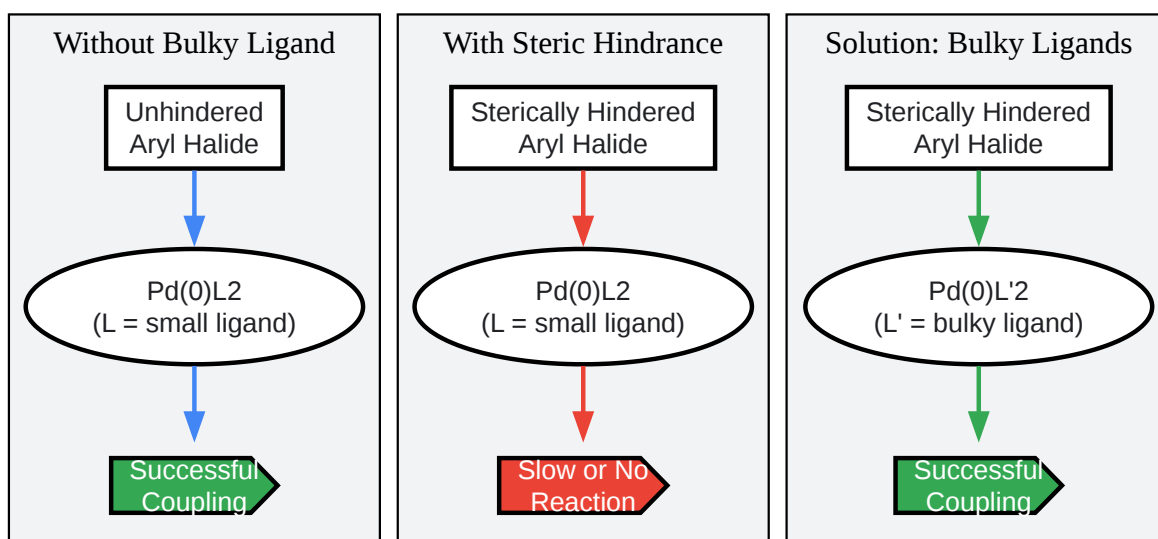 Without Bulky Ligand
Unhindered
Aryl Halide
Pd(0)L2
(L = small ligand)
Successful
Coupling
With Steric Hindrance
Sterically Hindered
Aryl Halide
Pd(0)L2
(L = small ligand)
Slow or No
Reaction
Solution: Bulky Ligands
Sterically Hindered
Aryl Halide
Pd(0)L'2
(L' = bulky ligand)
Successful
Coupling